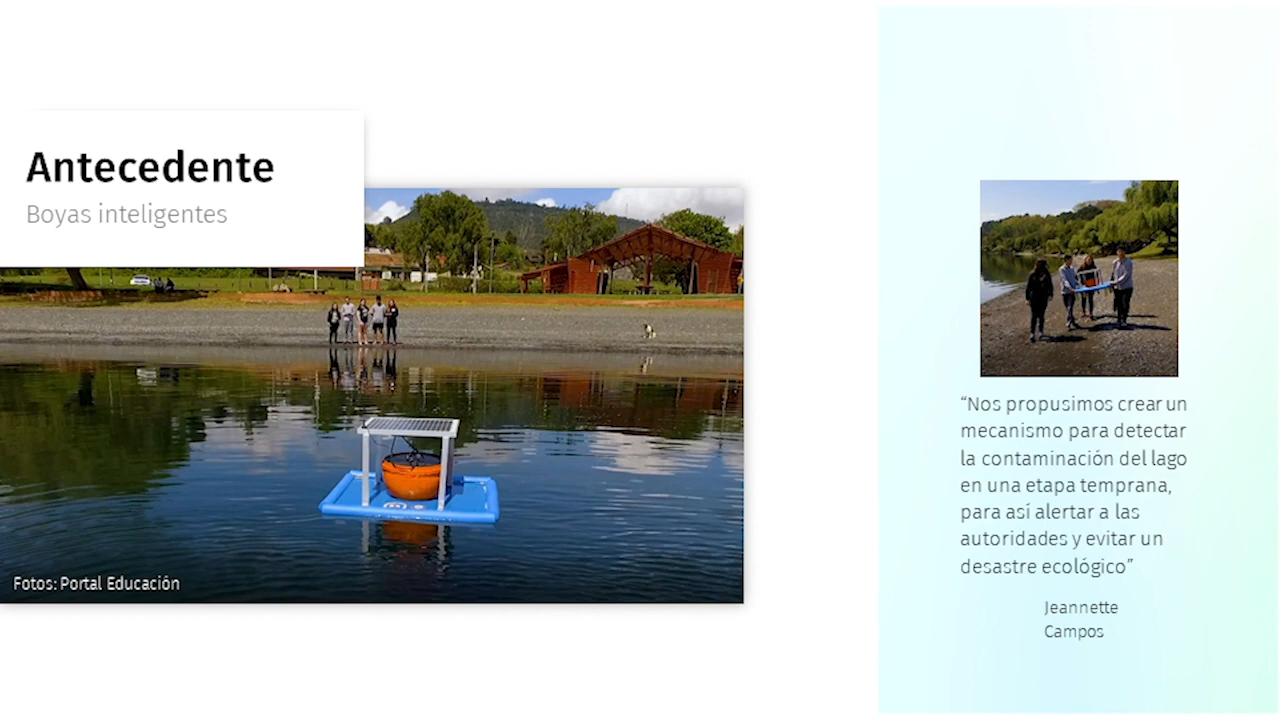 Antecedente
Boyas inteligentes
Fotos: Portal Educación
“Nos propusimos crear un
mecanismo para detectar
la contaminación del lago
en una etapa temprana,
para así alertar a las
autoridades y evitar un
desastre ecológico”
Jeannette
Campos